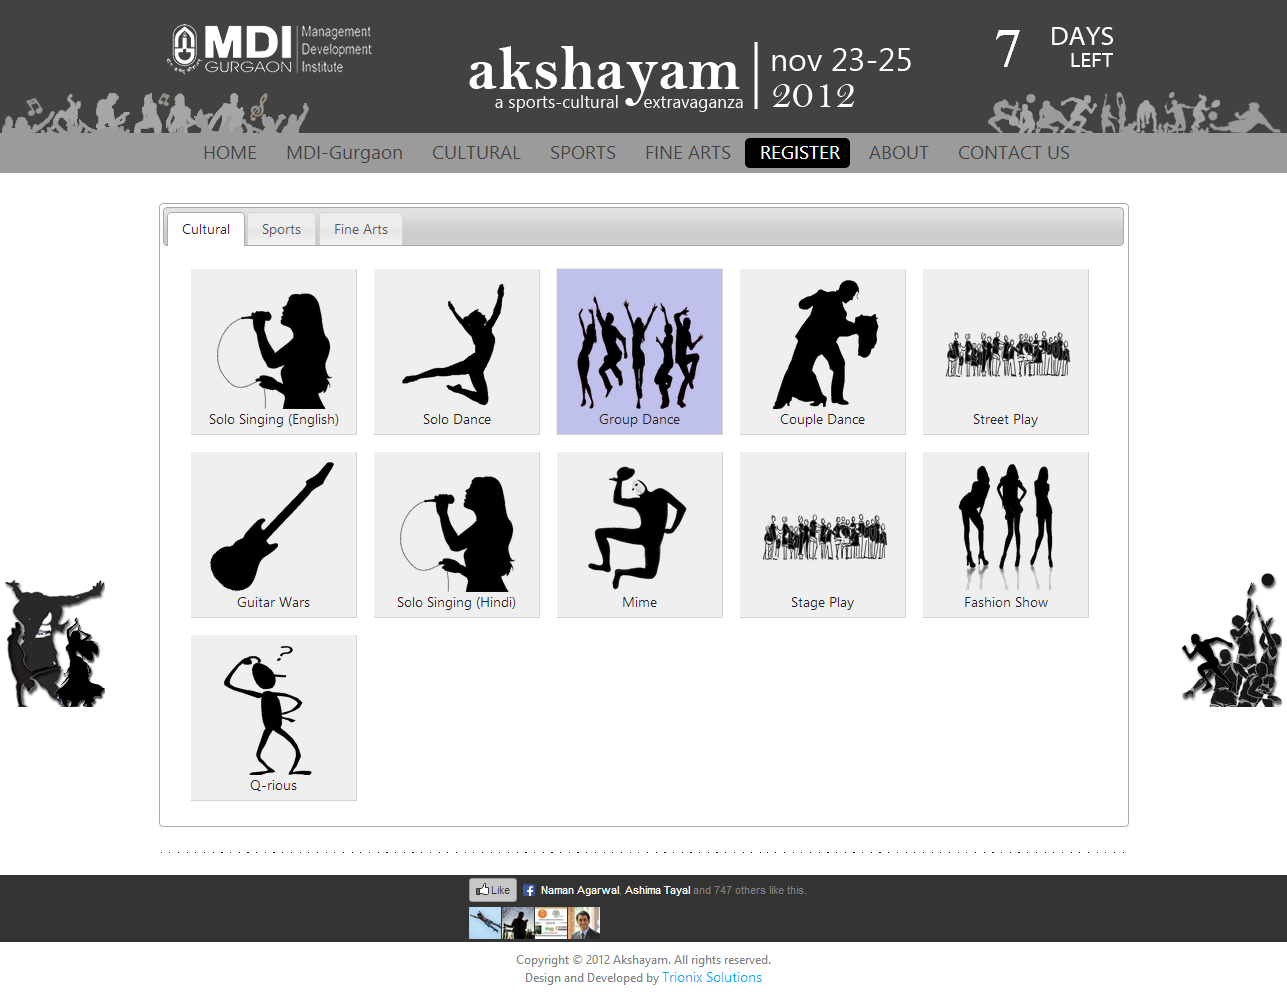 MDI
GURGAON
Management
Development
Institute
akshayam
a sports-cultural extravaganza
nov 23-25
2012
7 DAYS
LEFT
HOME MDI-Gurgaon CULTURAL SPORTS FINE ARTS REGISTER ABOUT CONTACT US
Cultural Sports Fine Arts
Solo Singing (English) Solo Dance Group Dance Couple Dance Street Play
Guitar Wars Solo Singing (Hindi) Mime Stage Play Fashion Show
?
Q-rious
Like Naman Agarwal, Ashima Tayal and 747 others like this.
Copyright © 2012 Akshayam. All rights reserved.
Design and Developed by Trionix Solutions